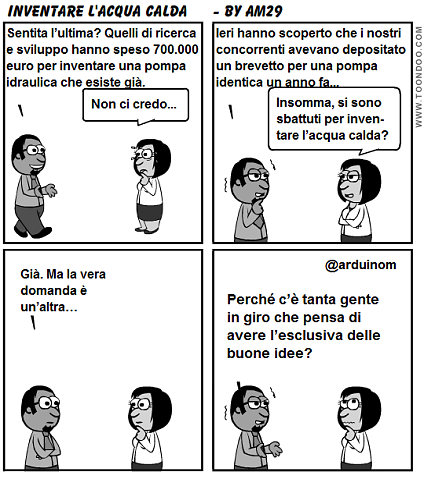 INVENTARE L'ACQUA CALDA - BY AM29
Sentita l'ultima? Quelli di ricerca
e sviluppo hanno speso 700.000
euro per inventare una pompa
idraulica che esiste già.
Non ci credo...
Ieri hanno scoperto che i nostri
concorrenti avevano depositato
un brevetto per una pompa
identica un anno fa...
Insomma, si sono
sbattuti per inven-
tare l'acqua calda?
Già. Ma la vera
domanda è
un'altra...
@arduinom
Perché c'è tanta gente
in giro che pensa di
avere l'esclusiva delle
buone idee?
WWW.TOONDOO.COM